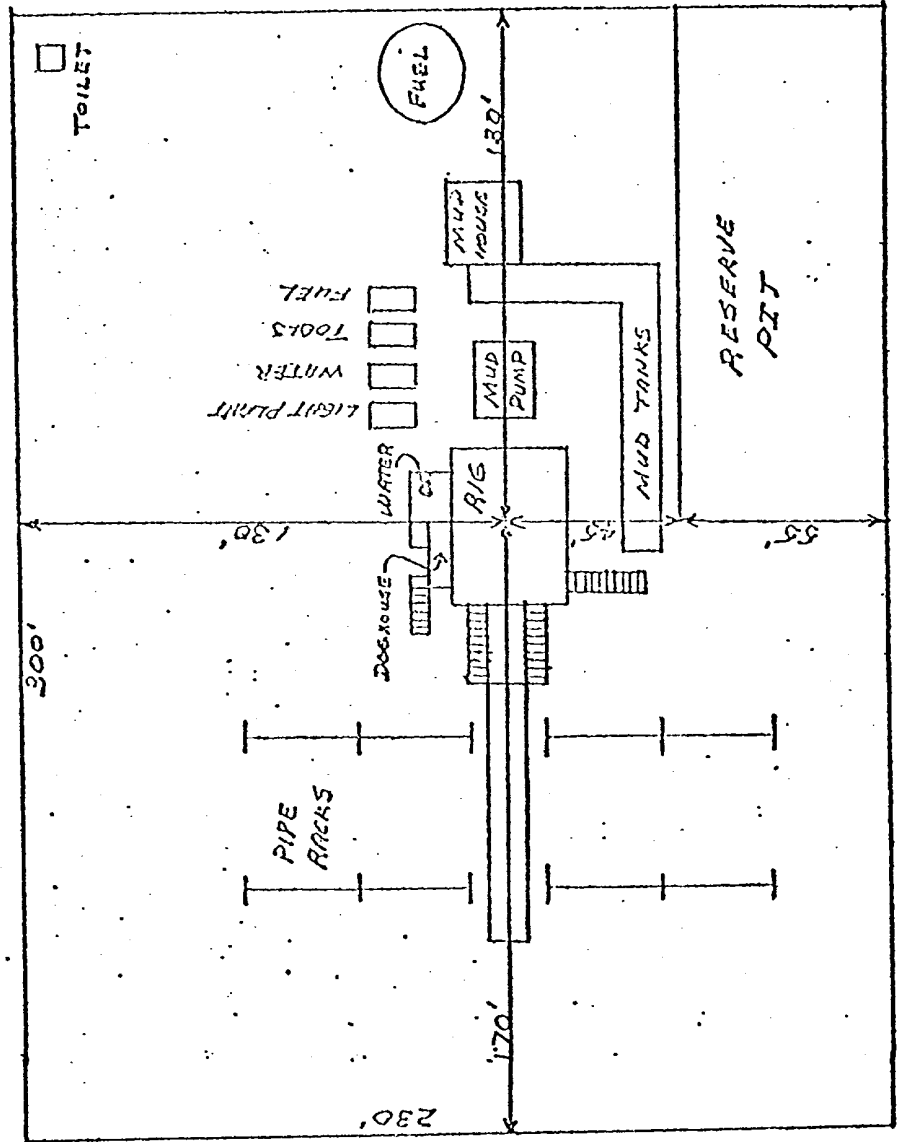 TOILET
FUEL
130'
MUD
HOUSE
FUEL
TOOLS
WATER
LIGHT PLANT
MUD
PUMP
MUD TANKS
RESERVE
PIT
WATER
RIG
DOGHOUSE
130'
55'
300'
PIPE
RACKS
170'
230'